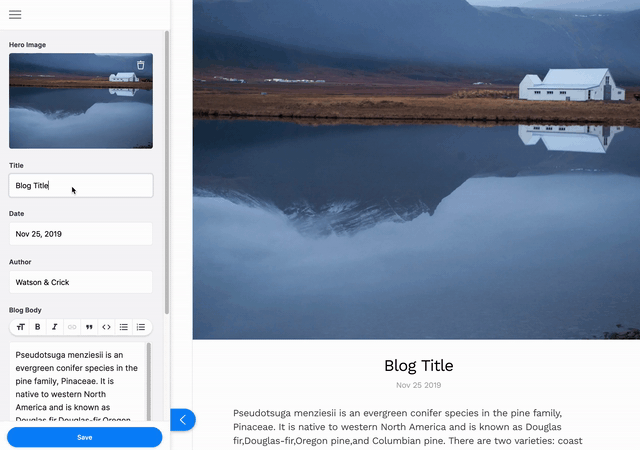 Hero Image
Title
Blog Title
Date
Nov 25, 2019
Author
Watson & Crick
Blog Body
B I
Pseudotsuga menziesii is an
evergreen conifer species in the
pine family, Pinaceae. It is
native to western North
America and is known as
Douglas fir,Douglas-fir,Oregon
Save
Blog Title
Nov 25 2019
Pseudotsuga menziesii is an evergreen conifer species in the pine family,
Pinaceae. It is native to western North America and is known as Douglas
fir,Douglas-fir,Oregon pine,and Columbian pine. There are two varieties: coast